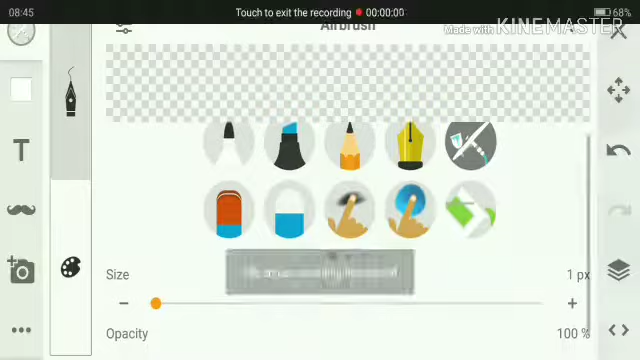 08:45
Touch to exit the recording
00:00:00
68%
Made with KINEMASTER
Airbrush
T
Size
1 px
Opacity
100 %